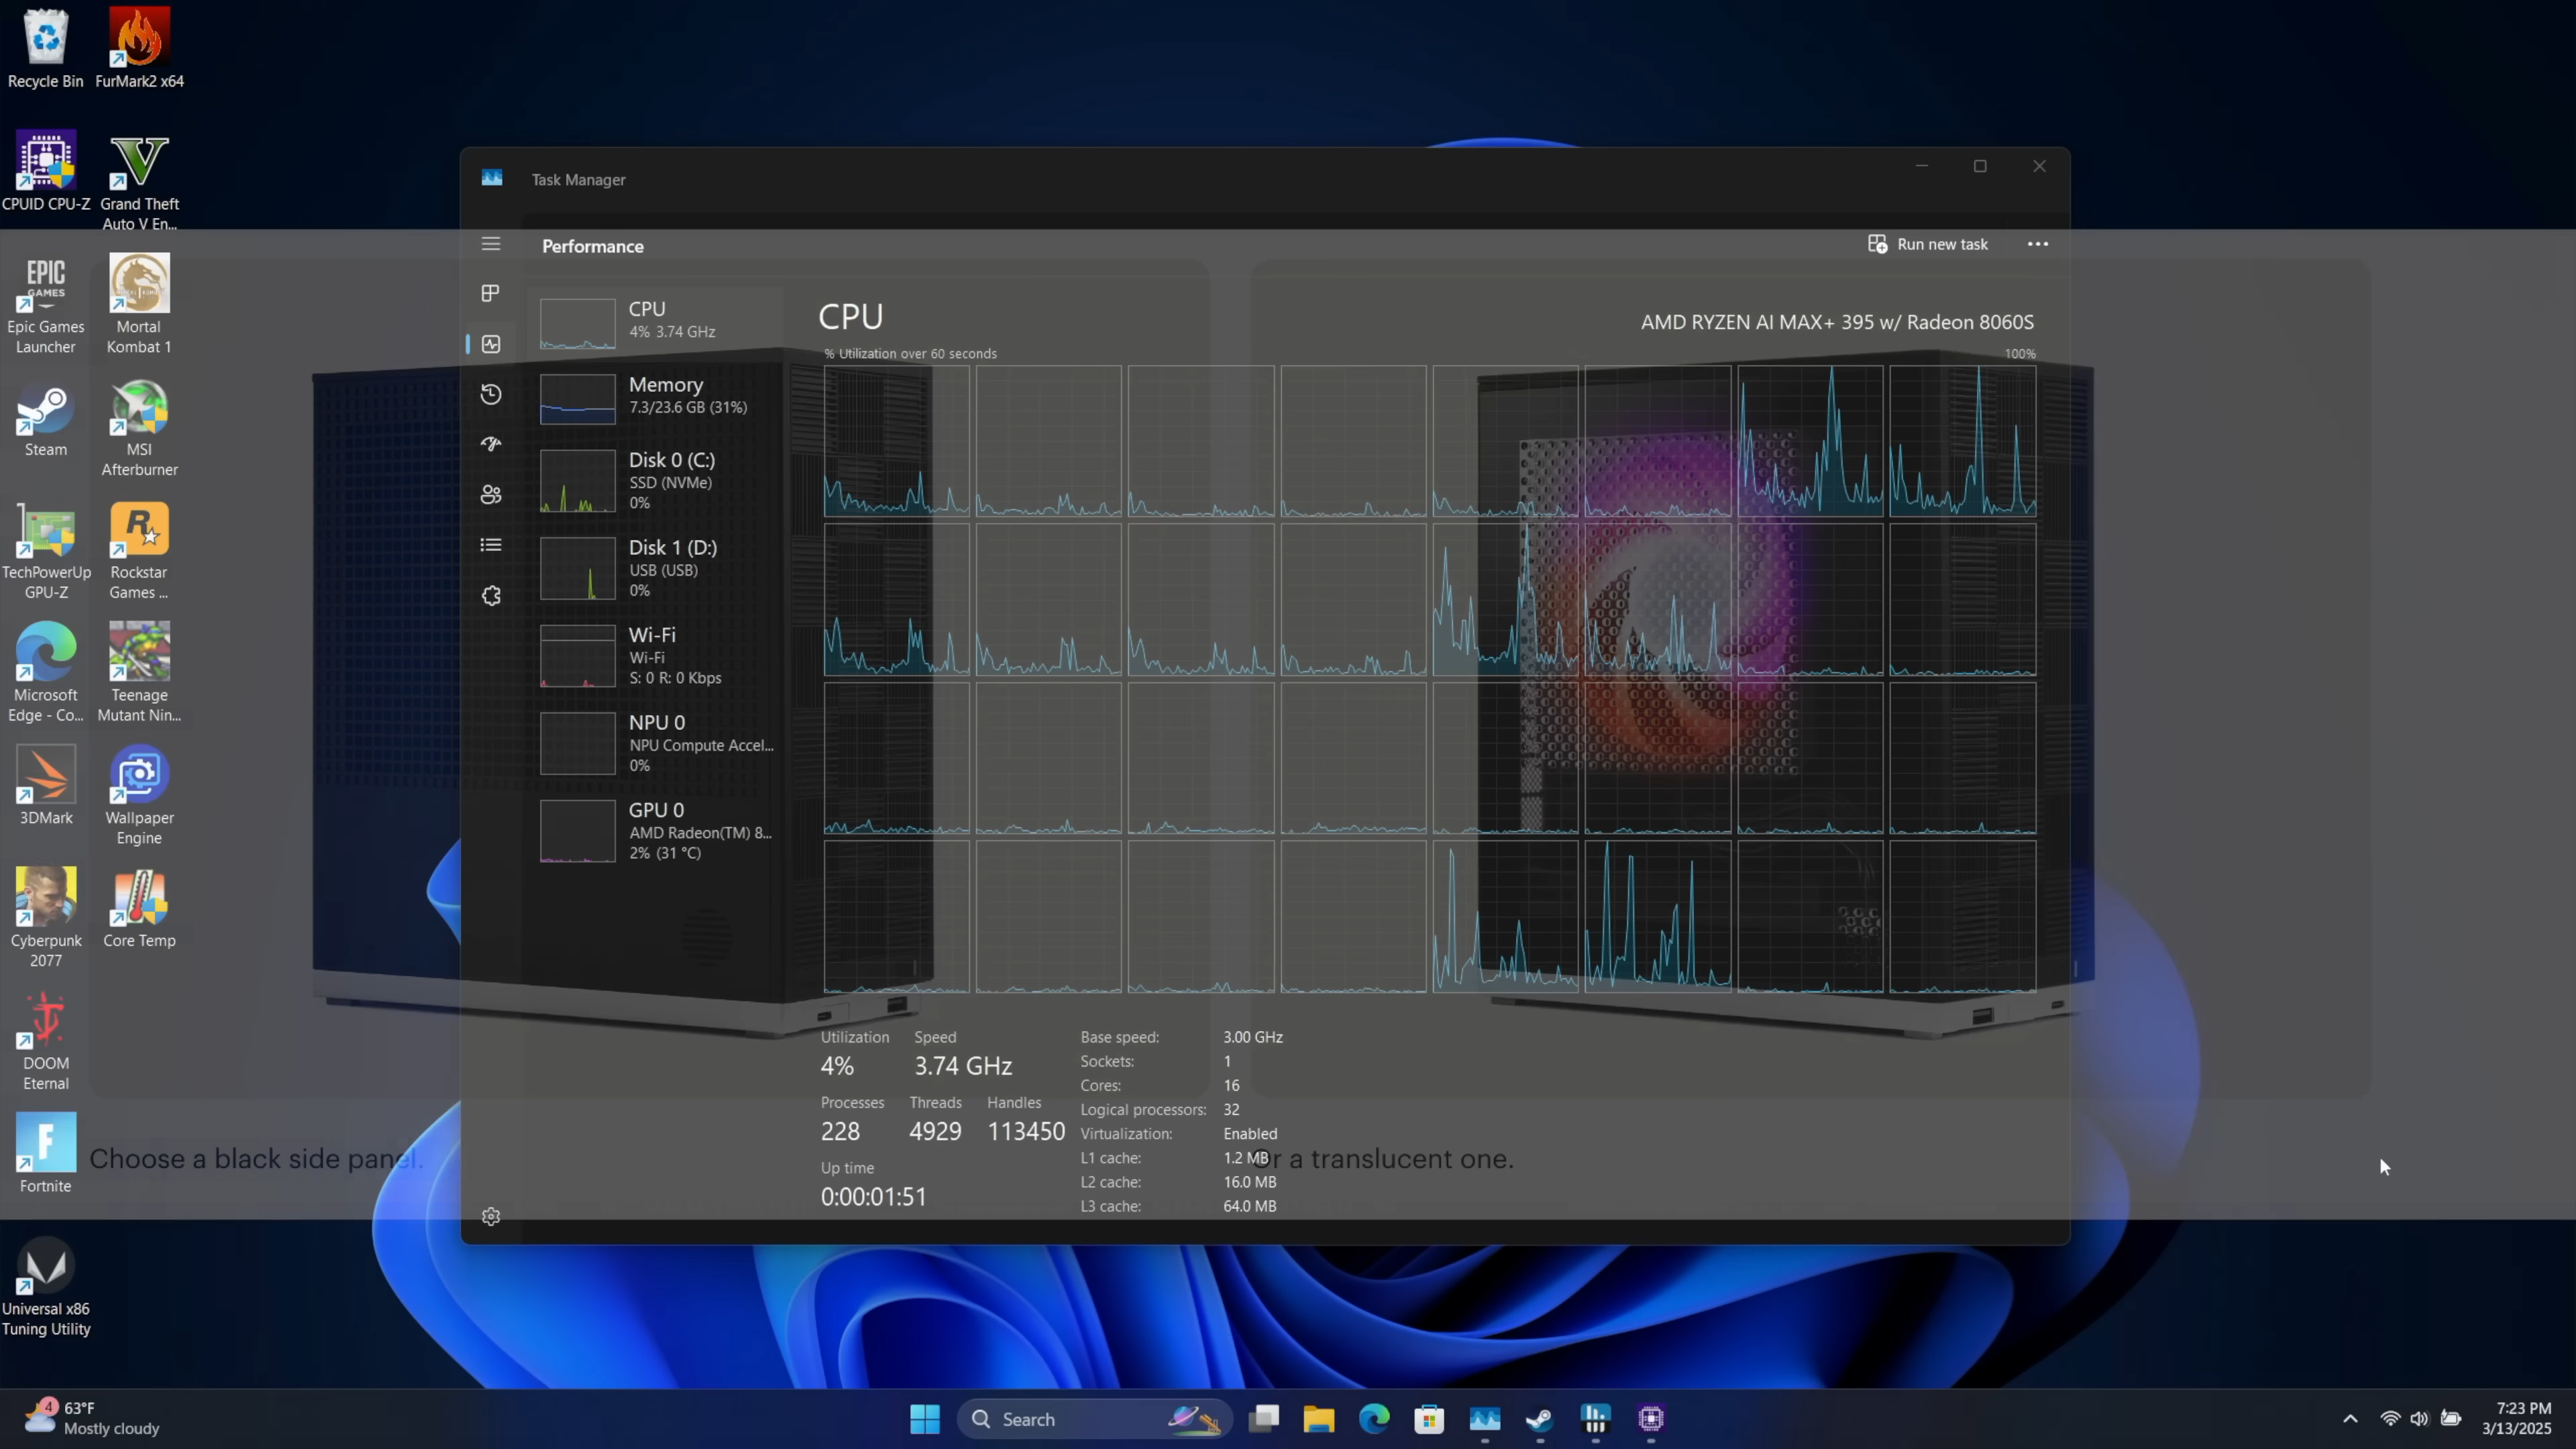 Recycle Bin
FurMark2 x64
CPUID CPU-Z
Grand Theft
Auto V En...
EPIC
GAMES
Epic Games
Launcher
Mortal
Kombat 1
Steam
MSI
Afterburner
TechPowerUp
GPU-Z
R
Rockstar
Games ...
Microsoft
Edge - Co...
Teenage
Mutant Nin...
3DMark
Wallpaper
Engine
Cyberpunk
2077
Core Temp
DOOM
Eternal
F
Fortnite
Universal x86
Tuning Utility
Task Manager
Performance
Run new task
CPU
4% 3.74 GHz
Memory
7.3/23.6 GB (31%)
Disk 0 (C:)
SSD (NVMe)
0%
Disk 1 (D:)
USB (USB)
0%
Wi-Fi
Wi-Fi
S: 0 R: 0 Kbps
NPU 0
NPU Compute Accel...
0%
GPU 0
AMD Radeon(TM) 8...
2% (31 °C)
CPU
AMD RYZEN AI MAX+ 395 w/ Radeon 8060S
% Utilization over 60 seconds
100%
Utilization
Speed
4%
3.74 GHz
Processes
Threads
Handles
228
4929
113450
Up time
0:00:01:51
Base speed: 3.00 GHz
Sockets: 1
Cores: 16
Logical processors: 32
Virtualization: Enabled
L1 cache: 1.2 MB
L2 cache: 16.0 MB
L3 cache: 64.0 MB
Choose a black side panel.
Or a translucent one.
4
63°F
Mostly cloudy
Search
7:23 PM
3/13/2025